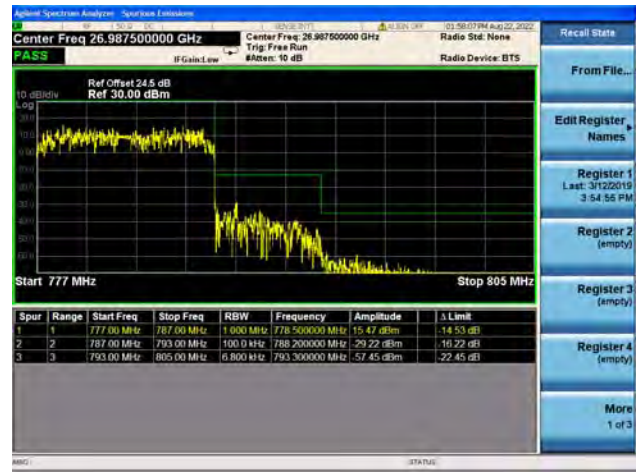 Agilent Spectrum Analyzer - Spurious Emissions
RF 50 Ω DC SENSE:INT ALIGN OFF 01:58:07 PM Aug 22, 2022
Center Freq 26.987500000 GHz
Center Freq: 26.987500000 GHz
Radio Std: None
Trig: Free Run
PASS
IFGain:Low
#Atten: 10 dB
Radio Device: BTS
Ref Offset 24.5 dB
10 dB/div Ref 30.00 dBm
Log
Start 777 MHz
Stop 805 MHz
Spur Range Start Freq Stop Freq RBW Frequency Amplitude Δ Limit
1 1 777.00 MHz 787.00 MHz 1.000 MHz 778.500000 MHz 15.47 dBm -14.53 dB
2 2 787.00 MHz 793.00 MHz 100.0 kHz 788.200000 MHz -29.22 dBm -16.22 dB
3 3 793.00 MHz 805.00 MHz 6.800 kHz 793.300000 MHz -57.45 dBm -22.45 dB
MSG
STATUS
Recall State
From File...
Edit Register
Names
Register 1
Last: 3/12/2019
3:54:55 PM
Register 2
(empty)
Register 3
(empty)
Register 4
(empty)
More
1 of 3